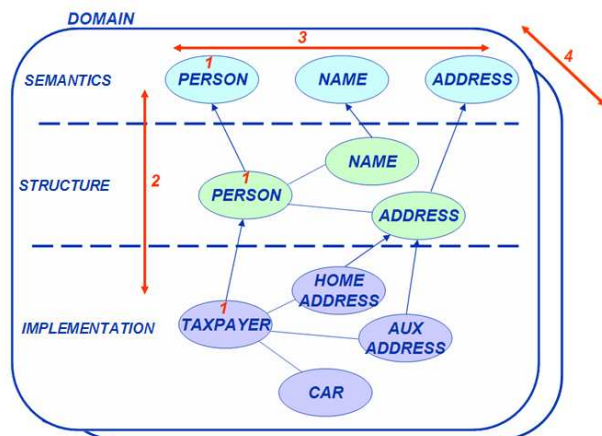 DOMAIN
3
4
SEMANTICS
1
PERSON
NAME
ADDRESS
NAME
STRUCTURE
2
1
PERSON
ADDRESS
HOME
ADDRESS
1
TAXPAYER
IMPLEMENTATION
AUX
ADDRESS
CAR